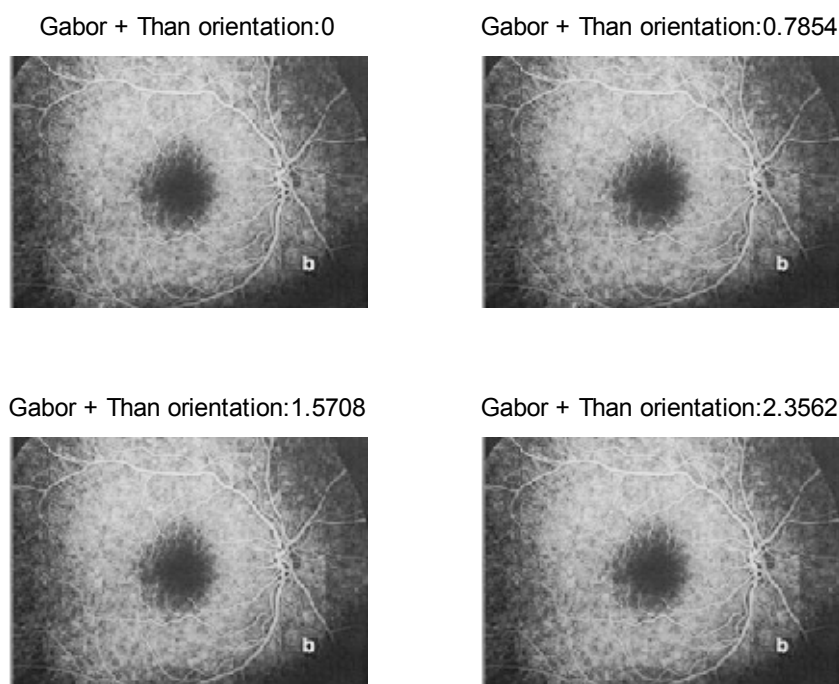 Gabor + Than orientation:0
Gabor + Than orientation:0.7854
b
b
Gabor + Than orientation:1.5708
Gabor + Than orientation:2.3562
b
b